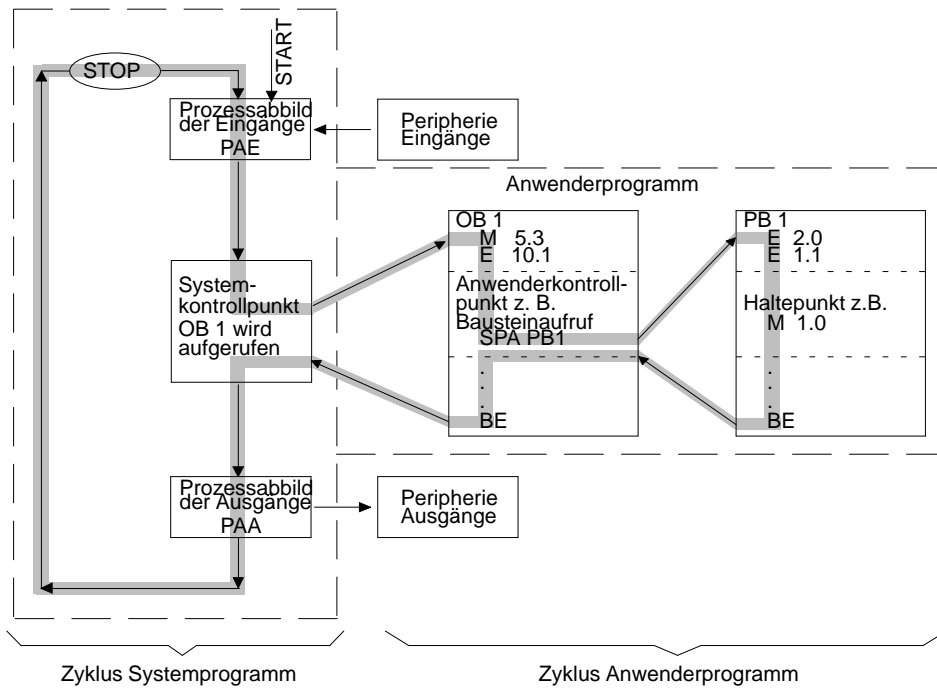 START
STOP
Prozessabbild
der Eingänge
PAE
Peripherie
Eingänge
Anwenderprogramm
System-
kontrollpunkt
OB 1 wird
aufgerufen
OB 1
M 5.3
E 10.1
Anwenderkontroll-
punkt z. B.
Bausteinaufruf
SPA PB1
.
.
.
BE
PB 1
E 2.0
E 1.1
Haltepunkt z.B.
M 1.0
.
.
.
BE
Prozessabbild
der Ausgänge
PAA
Peripherie
Ausgänge
Zyklus Systemprogramm
Zyklus Anwenderprogramm